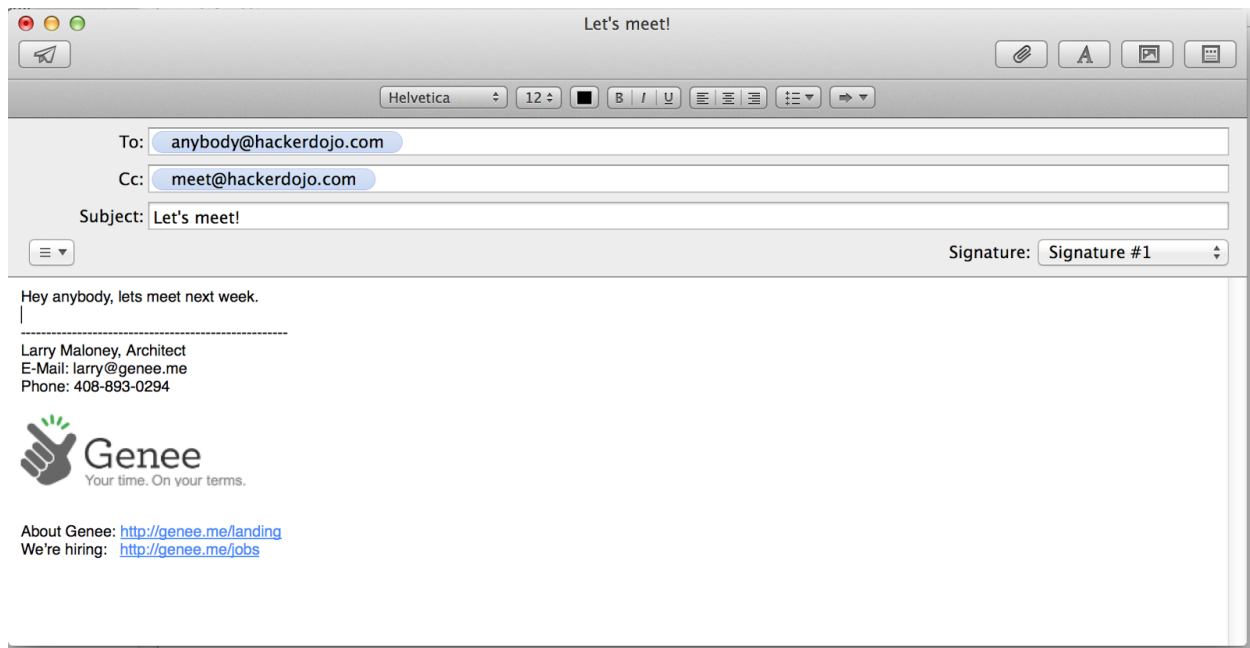 Let's meet!
Helvetica 12 B I U
To: anybody@hackerdojo.com
Cc: meet@hackerdojo.com
Subject: Let's meet!
Signature: Signature #1
Hey anybody, lets meet next week.
-----------------------------------------------------
Larry Maloney, Architect
E-Mail: larry@genee.me
Phone: 408-893-0294
Genee
Your time. On your terms.
About Genee: http://genee.me/landing
We're hiring: http://genee.me/jobs